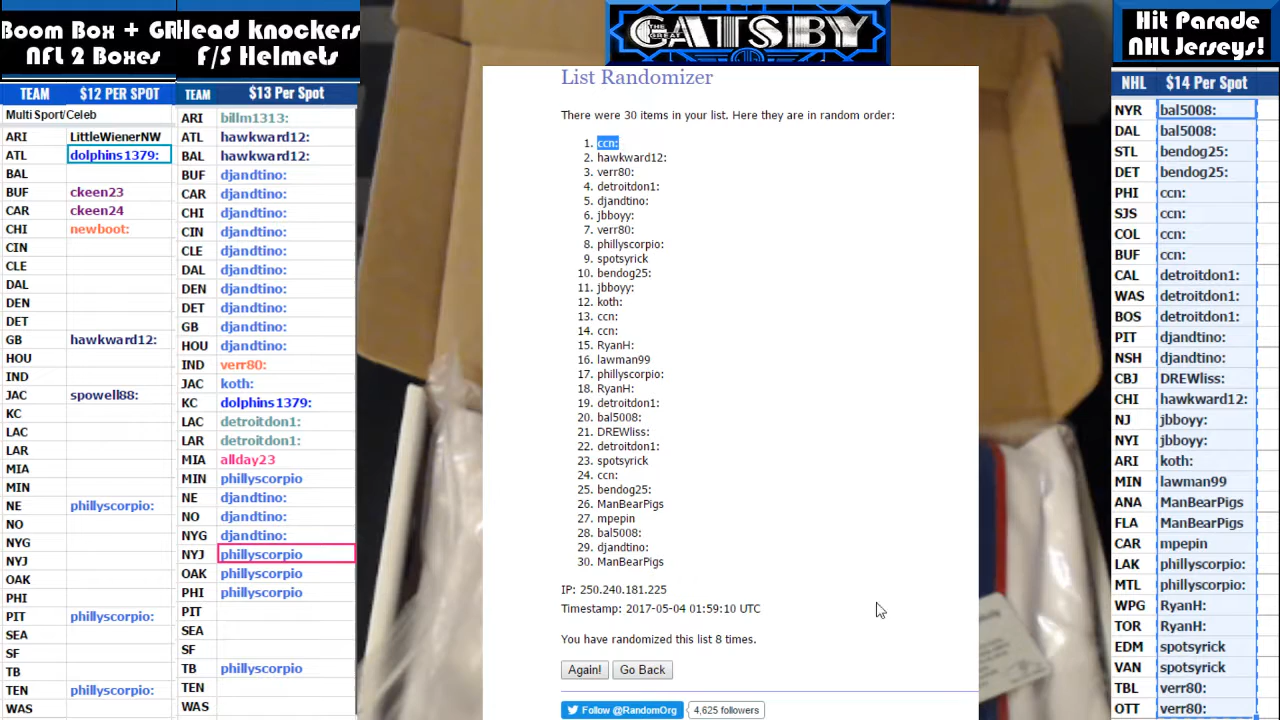 Boom Box + GR
NFL 2 Boxes
TEAM $12 PER SPOT
Multi Sport/Celeb
ARI LittleWienerNW
ATL dolphins1379:
BAL
BUF ckeen23
CAR ckeen24
CHI newboot:
CIN
CLE
DAL
DEN
DET
GB hawkward12:
HOU
IND
JAC spowell88:
KC
LAC
LAR
MIA
MIN
NE phillyscorpio:
NO
NYG
NYJ
OAK
PHI
PIT phillyscorpio:
SEA
SF
TB
TEN phillyscorpio:
WAS
Head knockers
F/S Helmets
TEAM $13 Per Spot
ARI billm1313:
ATL hawkward12:
BAL hawkward12:
BUF djandtino:
CAR djandtino:
CHI djandtino:
CIN djandtino:
CLE djandtino:
DAL djandtino:
DEN djandtino:
DET djandtino:
GB djandtino:
HOU djandtino:
IND verr80:
JAC koth:
KC dolphins1379:
LAC detroitdon1:
LAR detroitdon1:
MIA allday23
MIN phillyscorpio
NE djandtino:
NO djandtino:
NYG djandtino:
NYJ phillyscorpio
OAK phillyscorpio
PHI phillyscorpio
PIT
SEA
SF
TB phillyscorpio
TEN
WAS
THE GREAT
GATSBY
List Randomizer
There were 30 items in your list. Here they are in random order:
1. ccn:
2. hawkward12:
3. verr80:
4. detroitdon1:
5. djandtino:
6. jbboyy:
7. verr80:
8. phillyscorpio:
9. spotsyrick
10. bendog25:
11. jbboyy:
12. koth:
13. ccn:
14. ccn:
15. RyanH:
16. lawman99
17. phillyscorpio:
18. RyanH:
19. detroitdon1:
20. bal5008:
21. DREWliss:
22. detroitdon1:
23. spotsyrick
24. ccn:
25. bendog25:
26. ManBearPigs
27. mpepin
28. bal5008:
29. djandtino:
30. ManBearPigs
IP: 250.240.181.225
Timestamp: 2017-05-04 01:59:10 UTC
You have randomized this list 8 times.
Again! Go Back
Follow @RandomOrg 4,625 followers
Hit Parade
NHL Jerseys!
NHL $14 Per Spot
NYR bal5008:
DAL bal5008:
STL bendog25:
DET bendog25:
PHI ccn:
SJS ccn:
COL ccn:
BUF ccn:
CAL detroitdon1:
WAS detroitdon1:
BOS detroitdon1:
PIT djandtino:
NSH djandtino:
CBJ DREWliss:
CHI hawkward12:
NJ jbboyy:
NYI jbboyy:
ARI koth:
MIN lawman99
ANA ManBearPigs
FLA ManBearPigs
CAR mpepin
LAK phillyscorpio:
MTL phillyscorpio:
WPG RyanH:
TOR RyanH:
EDM spotsyrick
VAN spotsyrick
TBL verr80:
OTT verr80: